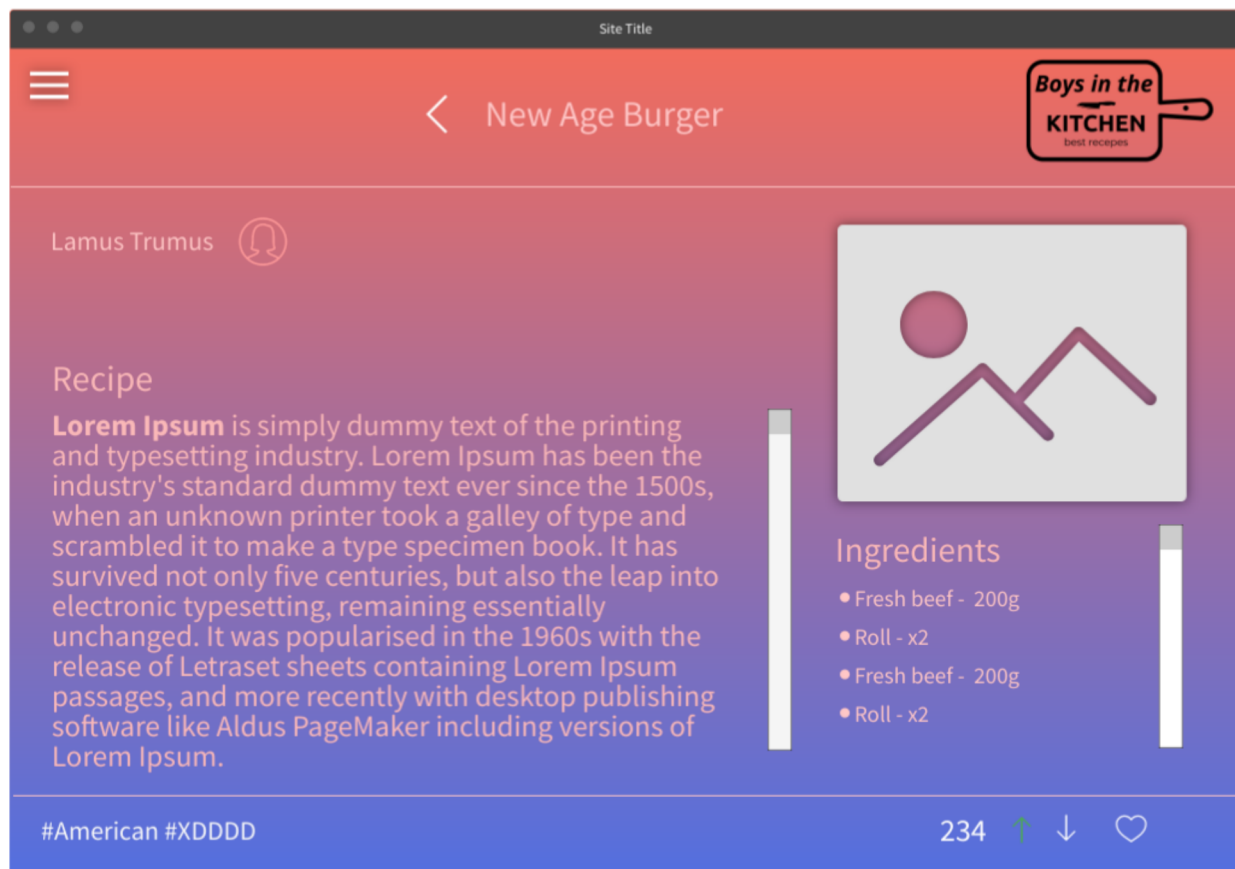 Site Title
New Age Burger
Boys in the
KITCHEN
best recepes
Lamus Trumus
Recipe
Lorem Ipsum is simply dummy text of the printing
and typesetting industry. Lorem Ipsum has been the
industry's standard dummy text ever since the 1500s,
when an unknown printer took a galley of type and
scrambled it to make a type specimen book. It has
survived not only five centuries, but also the leap into
electronic typesetting, remaining essentially
unchanged. It was popularised in the 1960s with the
release of Letraset sheets containing Lorem Ipsum
passages, and more recently with desktop publishing
software like Aldus PageMaker including versions of
Lorem Ipsum.
Ingredients
Fresh beef - 200g
Roll - x2
Fresh beef - 200g
Roll - x2
#American #XDDDD
234